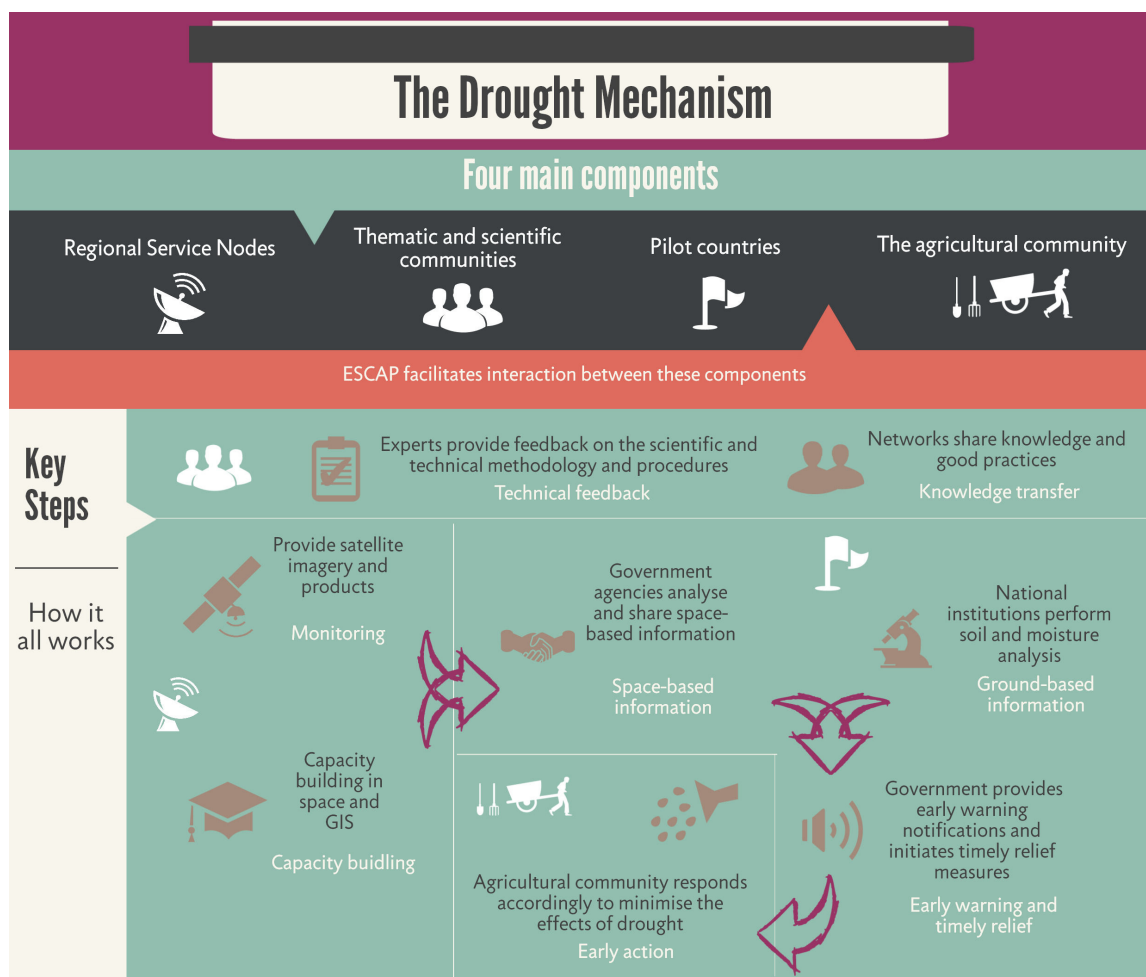 The Drought Mechanism
Four main components
Regional Service Nodes
Thematic and scientific
communities
Pilot countries
The agricultural community
ESCAP facilitates interaction between these components
Key
Steps
How it
all works
Experts provide feedback on the scientific and
technical methodology and procedures
Technical feedback
Networks share knowledge and
good practices
Knowledge transfer
Provide satellite
imagery and
products
Monitoring
Capacity
building in
space and
GIS
Capacity buidling
Government
agencies analyse
and share space-
based information
Space-based
information
National
institutions perform
soil and moisture
analysis
Ground-based
information
Government provides
early warning
notifications and
initiates timely relief
measures
Early warning and
timely relief
Agricultural community responds
accordingly to minimise the
effects of drought
Early action